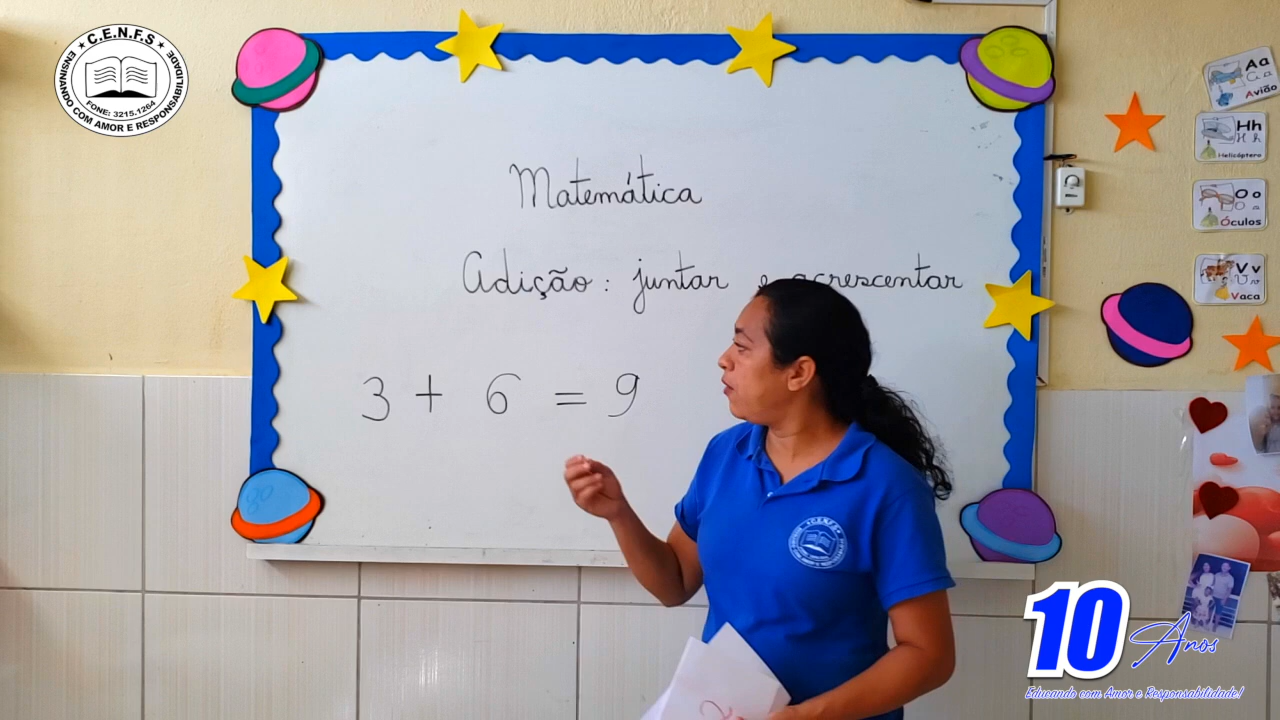 C.E.N.F.S
ENSINANDO COM AMOR E RESPONSABILIDADE
FONE: 3215.1264
Matemática
Adição: juntar e acrescentar
3 + 6 = 9
Aa
Avião
Hh
Helicóptero
Oo
Óculos
Vv
Vaca
C.E.N.F.S
10 Anos
Educando com Amor e Responsabilidade!